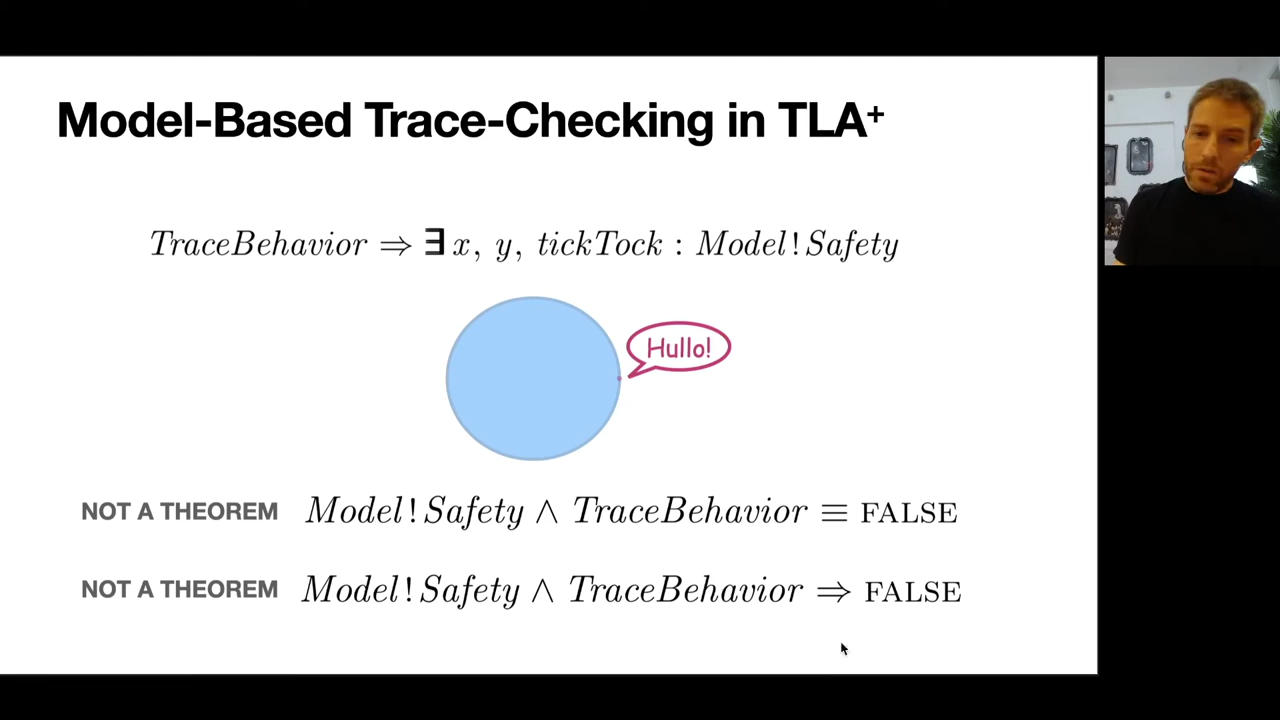 Model-Based Trace-Checking in TLA⁺
TraceBehavior ⇒ ∃ x, y, tickTock : Model!Safety
Hullo!
NOT A THEOREM Model!Safety ∧ TraceBehavior ≡ FALSE
NOT A THEOREM Model!Safety ∧ TraceBehavior ⇒ FALSE